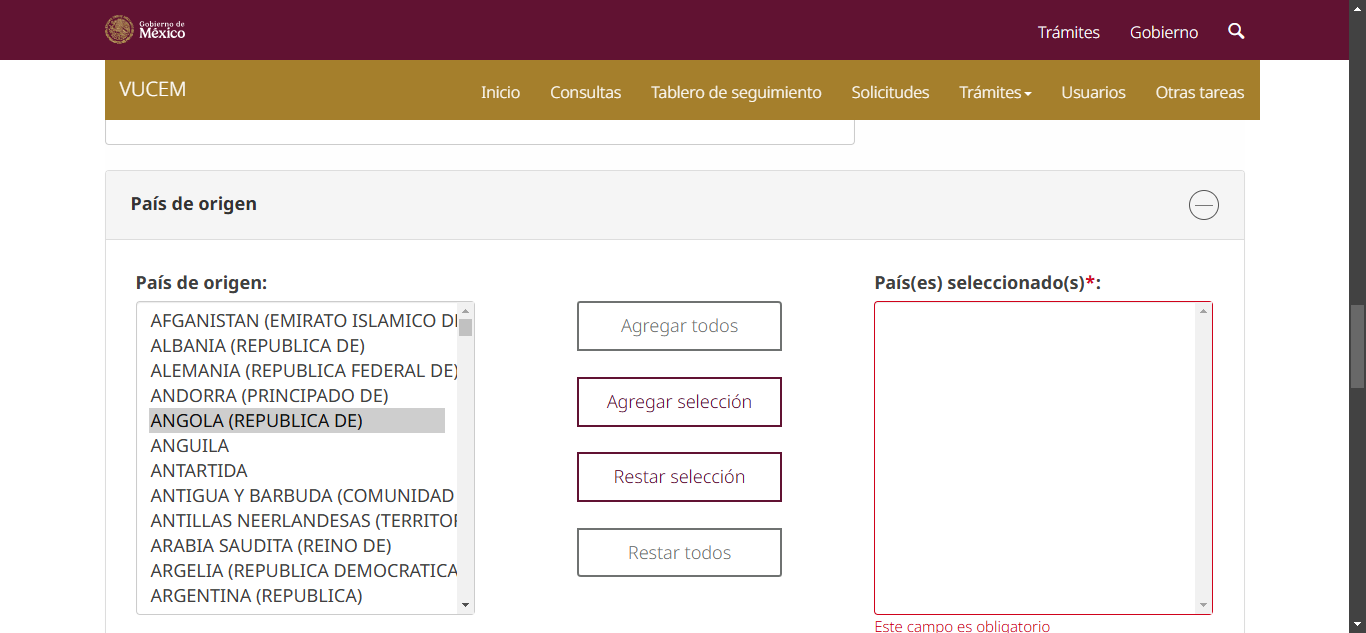 Gobierno de
México
Trámites
Gobierno
VUCEM
Inicio
Consultas
Tablero de seguimiento
Solicitudes
Trámites
Usuarios
Otras tareas
País de origen
País de origen:
AFGANISTAN (EMIRATO ISLAMICO DE
ALBANIA (REPUBLICA DE)
ALEMANIA (REPUBLICA FEDERAL DE)
ANDORRA (PRINCIPADO DE)
ANGOLA (REPUBLICA DE)
ANGUILA
ANTARTIDA
ANTIGUA Y BARBUDA (COMUNIDAD
ANTILLAS NEERLANDESAS (TERRITOR
ARABIA SAUDITA (REINO DE)
ARGELIA (REPUBLICA DEMOCRATICA
ARGENTINA (REPUBLICA)
Agregar todos
Agregar selección
Restar selección
Restar todos
País(es) seleccionado(s)*:
Este campo es obligatorio